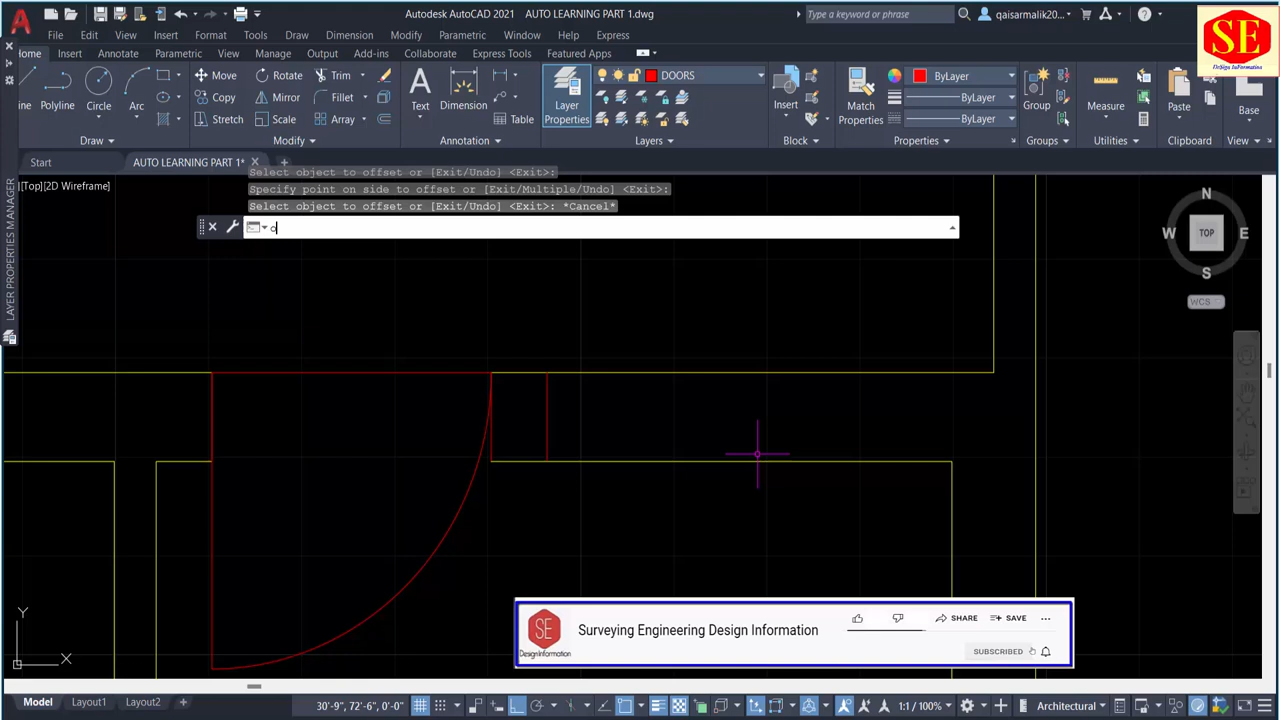 Autodesk AutoCAD 2021 AUTO LEARNING PART 1.dwg
Type a keyword or phrase
qaisarmalik20...
SE
DeSign InFormation
File Edit View Insert Format Tools Draw Dimension Modify Parametric Window Help Express
Home Insert Annotate Parametric View Manage Output Add-ins Collaborate Express Tools Featured Apps
Move Rotate Trim
DOORS
ByLayer
Line Polyline Circle Arc
Copy Mirror Fillet
Text Dimension
Layer Properties
Insert
Match Properties
ByLayer
Group
Measure
Paste
Base
Stretch Scale Array
Table
ByLayer
Draw Modify Annotation Layers Block Properties Groups Utilities Clipboard View
Start
AUTO LEARNING PART 1*
[Top][2D Wireframe]
Select object to offset or [Exit/Undo] <Exit>:
Specify point on side to offset or [Exit/Multiple/Undo] <Exit>:
Select object to offset or [Exit/Undo] <Exit>: *Cancel*
o
N
W TOP E
S
WCS
LAYER PROPERTIES MANAGER
SE
Design Information
Surveying Engineering Design Information
SHARE SAVE
SUBSCRIBED
Y
X
Model Layout1 Layout2
30'-9", 72'-6", 0'-0"
1:1 / 100%
Architectural